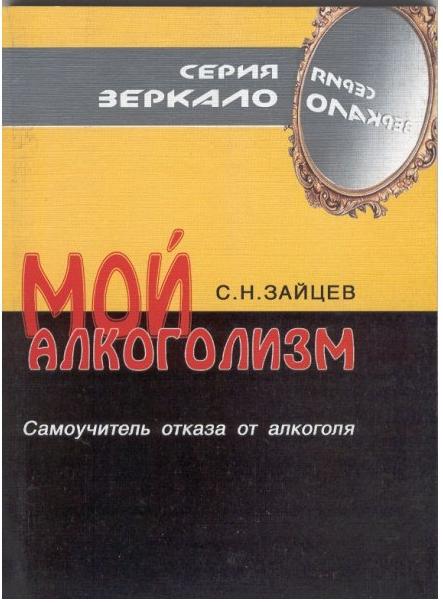 СЕРИЯ
ЗЕРКАЛО
СЕРИЯ
ЗЕРКАЛО
С.Н.ЗАЙЦЕВ
МОЙ
АЛКОГОЛИЗМ
Самоучитель отказа от алкоголя